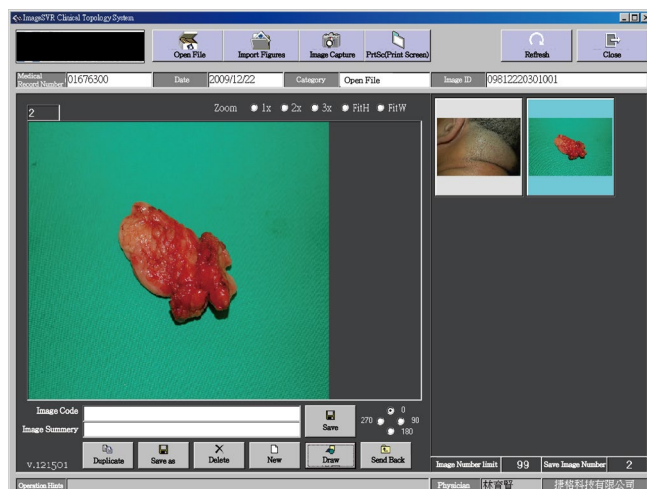 ImageSVR Clinical Topology System
Open File Import Figures Image Capture PrtSc(Print Screen) Refresh Close
Medical Record Number 01676300 Date 2009/12/22 Category Open File Image ID 09812220301001
2 Zoom 1x 2x 3x FitH FitW
Image Code
Save
0
270 90
180
Image Summery
v.121501 Duplicate Save as Delete New Draw Send Back
Image Number limit 99 Save Image Number 2
Operation Hints Physician 林育賢 捷格科技有限公司